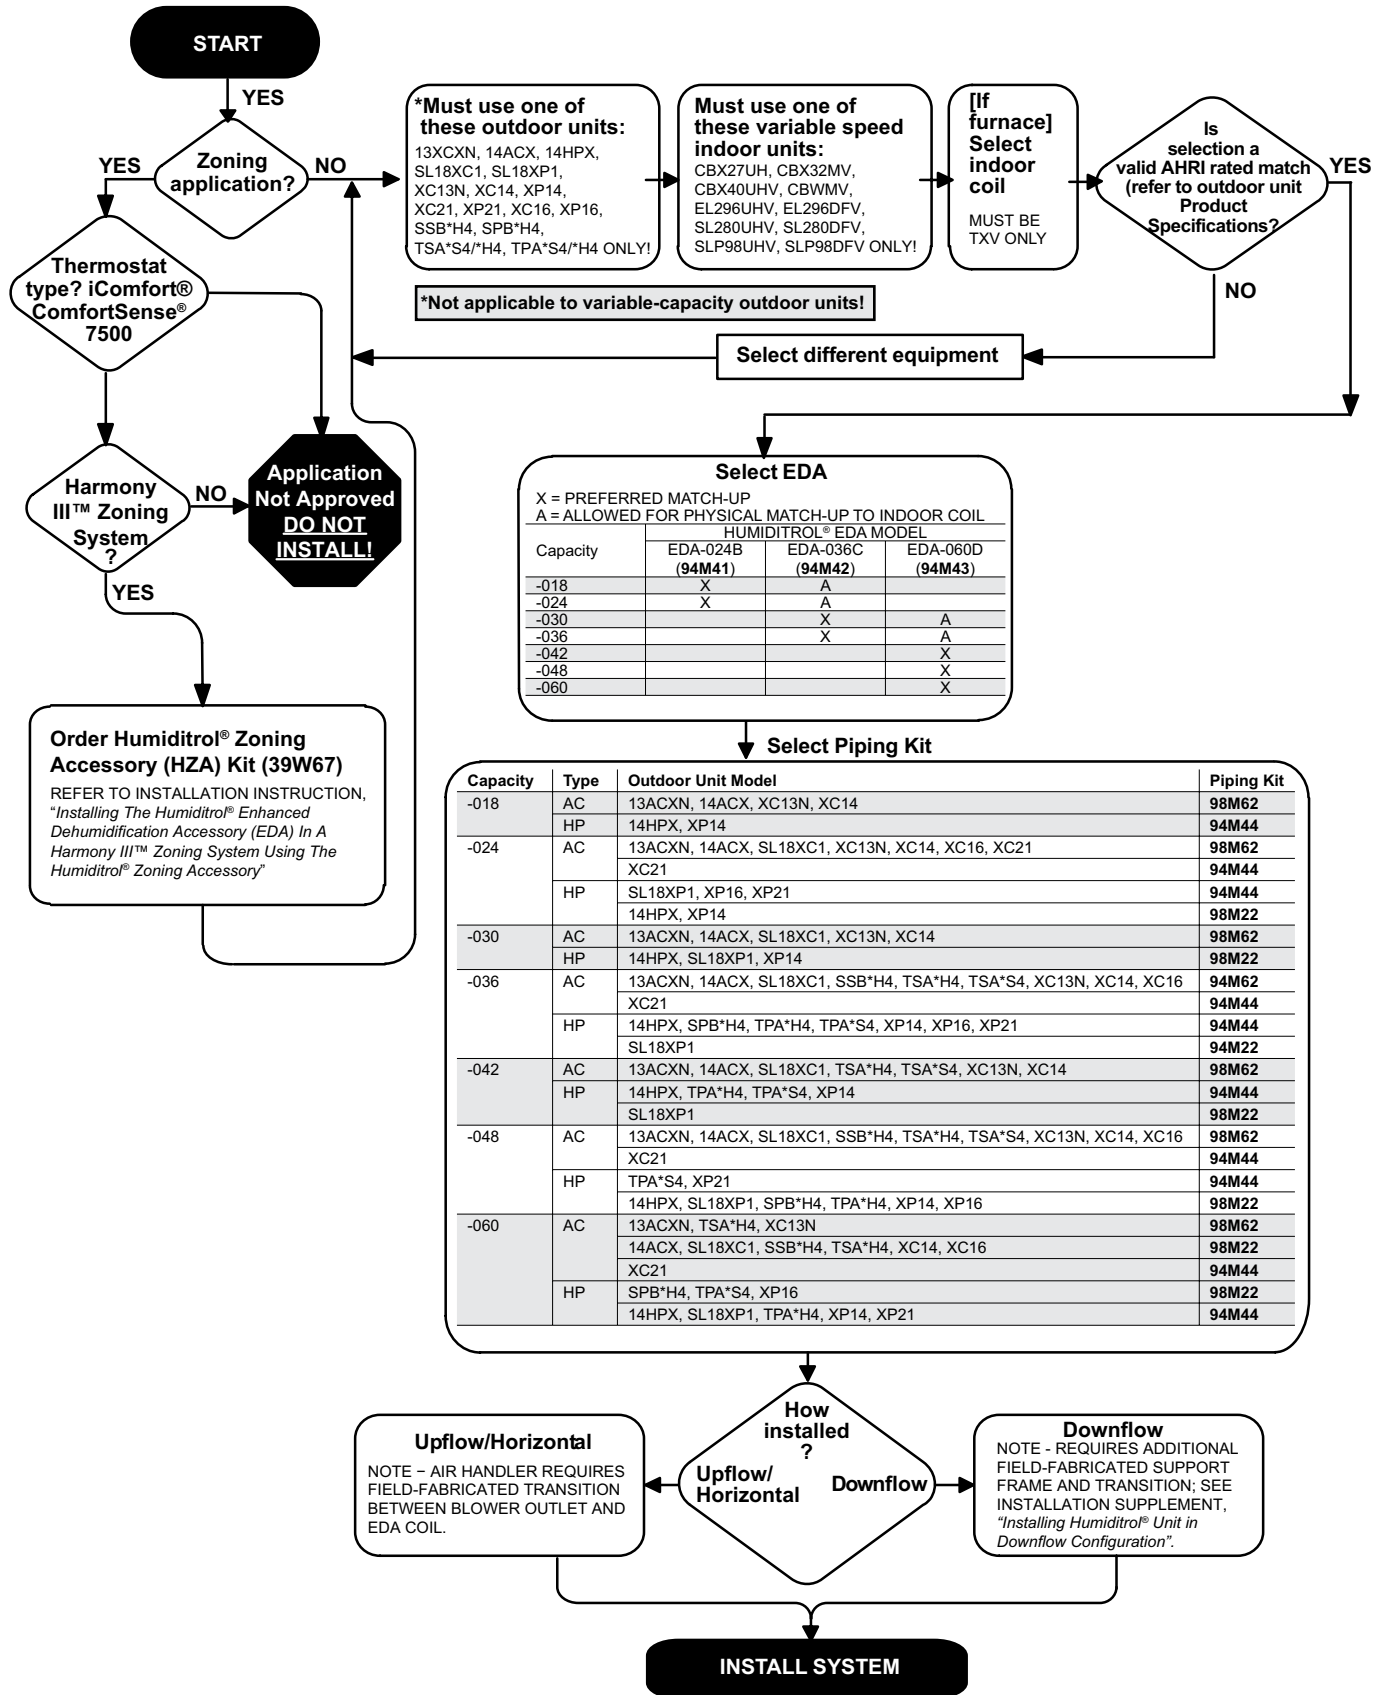 START
YES
Zoning
application?
YES
NO
*Must use one of
these outdoor units:
13XCXN, 14ACX, 14HPX,
SL18XC1, SL18XP1,
XC13N, XC14, XP14,
XC21, XP21, XC16, XP16,
SSB*H4, SPB*H4,
TSA*S4/*H4, TPA*S4/*H4 ONLY!
Must use one of
these variable speed
indoor units:
CBX27UH, CBX32MV,
CBX40UHV, CBWMV,
EL296UHV, EL296DFV,
SL280UHV, SL280DFV,
SLP98UHV, SLP98DFV ONLY!
[If
furnace]
Select
indoor
coil
MUST BE
TXV ONLY
Is
selection a
valid AHRI rated match
(refer to outdoor unit
Product
Specifications?
YES
NO
*Not applicable to variable-capacity outdoor units!
Select different equipment
Thermostat
type? iComfort®
ComfortSense®
7500
Harmony
III™ Zoning
System
?
NO
YES
Application
Not Approved
DO NOT
INSTALL!
Order Humiditrol® Zoning
Accessory (HZA) Kit (39W67)
REFER TO INSTALLATION INSTRUCTION,
“Installing The Humiditrol® Enhanced
Dehumidification Accessory (EDA) In A
Harmony III™ Zoning System Using The
Humiditrol® Zoning Accessory”
Select EDA
X = PREFERRED MATCH-UP
A = ALLOWED FOR PHYSICAL MATCH-UP TO INDOOR COIL
HUMIDITROL® EDA MODEL
Capacity EDA-024B EDA-036C EDA-060D
(94M41) (94M42) (94M43)
-018 X A
-024 X A
-030 X A
-036 X A
-042 X
-048 X
-060 X
Select Piping Kit
Capacity Type Outdoor Unit Model Piping Kit
-018 AC 13ACXN, 14ACX, XC13N, XC14 98M62
HP 14HPX, XP14 94M44
-024 AC 13ACXN, 14ACX, SL18XC1, XC13N, XC14, XC16, XC21 98M62
XC21 94M44
HP SL18XP1, XP16, XP21 94M44
14HPX, XP14 98M22
-030 AC 13ACXN, 14ACX, SL18XC1, XC13N, XC14 98M62
HP 14HPX, SL18XP1, XP14 98M22
-036 AC 13ACXN, 14ACX, SL18XC1, SSB*H4, TSA*H4, TSA*S4, XC13N, XC14, XC16 94M62
XC21 94M44
HP 14HPX, SPB*H4, TPA*H4, TPA*S4, XP14, XP16, XP21 94M44
SL18XP1 94M22
-042 AC 13ACXN, 14ACX, SL18XC1, TSA*H4, TSA*S4, XC13N, XC14 98M62
HP 14HPX, TPA*H4, TPA*S4, XP14 94M44
SL18XP1 98M22
-048 AC 13ACXN, 14ACX, SL18XC1, SSB*H4, TSA*H4, TSA*S4, XC13N, XC14, XC16 98M62
XC21 94M44
HP TPA*S4, XP21 94M44
14HPX, SL18XP1, SPB*H4, TPA*H4, XP14, XP16 98M22
-060 AC 13ACXN, TSA*H4, XC13N 98M62
14ACX, SL18XC1, SSB*H4, TSA*H4, XC14, XC16 98M22
XC21 94M44
HP SPB*H4, TPA*S4, XP16 98M22
14HPX, SL18XP1, TPA*H4, XP14, XP21 94M44
How
installed
?
Upflow/
Horizontal
Downflow
Upflow/Horizontal
NOTE − AIR HANDLER REQUIRES
FIELD-FABRICATED TRANSITION
BETWEEN BLOWER OUTLET AND
EDA COIL.
Downflow
NOTE - REQUIRES ADDITIONAL
FIELD-FABRICATED SUPPORT
FRAME AND TRANSITION; SEE
INSTALLATION SUPPLEMENT,
“Installing Humiditrol® Unit in
Downflow Configuration”.
INSTALL SYSTEM